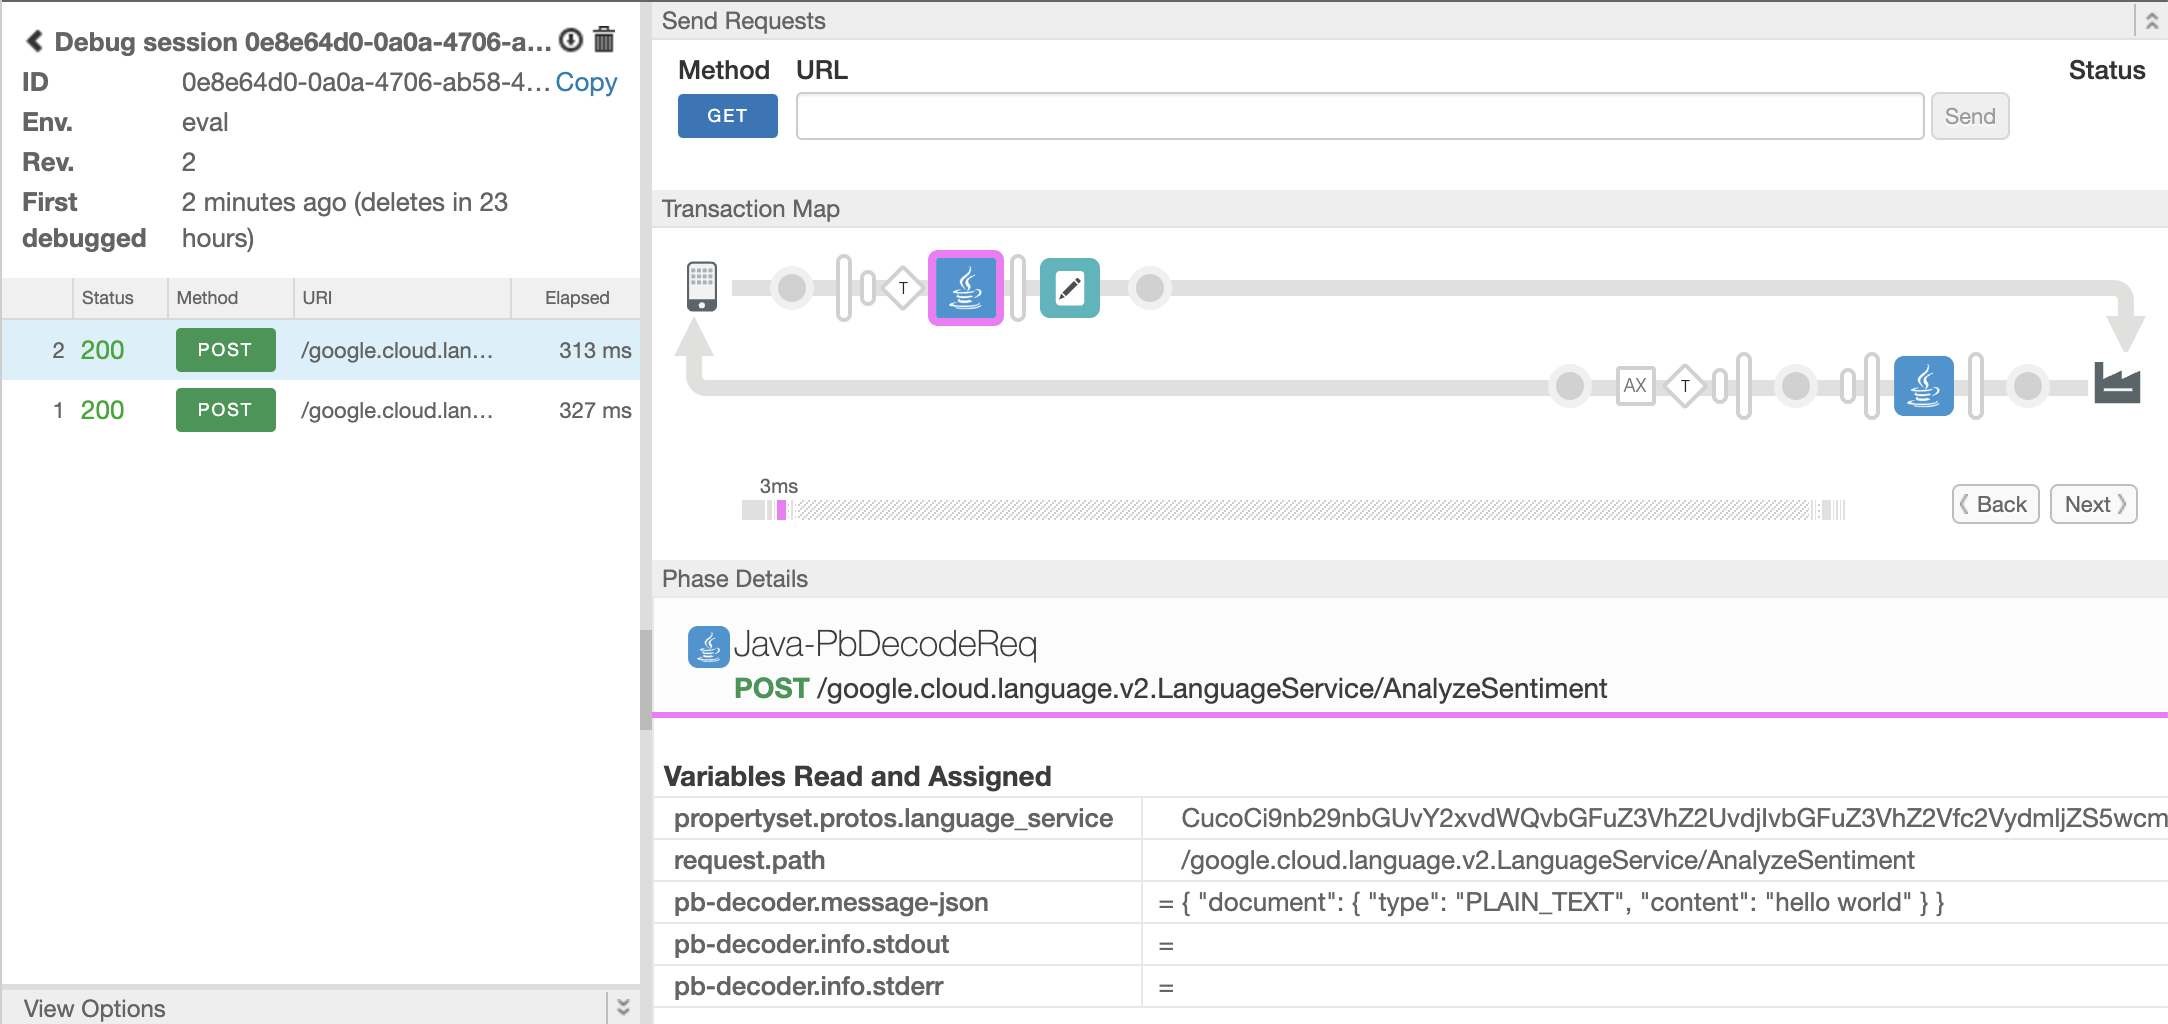 Debug session 0e8e64d0-0a0a-4706-a...
ID 0e8e64d0-0a0a-4706-ab58-4... Copy
Env. eval
Rev. 2
First debugged 2 minutes ago (deletes in 23 hours)
Status Method URI Elapsed
2 200 POST /google.cloud.lan... 313 ms
1 200 POST /google.cloud.lan... 327 ms
View Options
Send Requests
Method URL Status
GET Send
Transaction Map
T
AX T
3ms
Back Next
Phase Details
Java-PbDecodeReq
POST /google.cloud.language.v2.LanguageService/AnalyzeSentiment
Variables Read and Assigned
propertyset.protos.language_service CucoCi9nb29nbGUvY2xvdWQvbGFuZ3VhZ2UvdjIvbGFuZ3VhZ2Vfc2VydmljZS5wcm
request.path /google.cloud.language.v2.LanguageService/AnalyzeSentiment
pb-decoder.message-json = { "document": { "type": "PLAIN_TEXT", "content": "hello world" } }
pb-decoder.info.stdout =
pb-decoder.info.stderr =